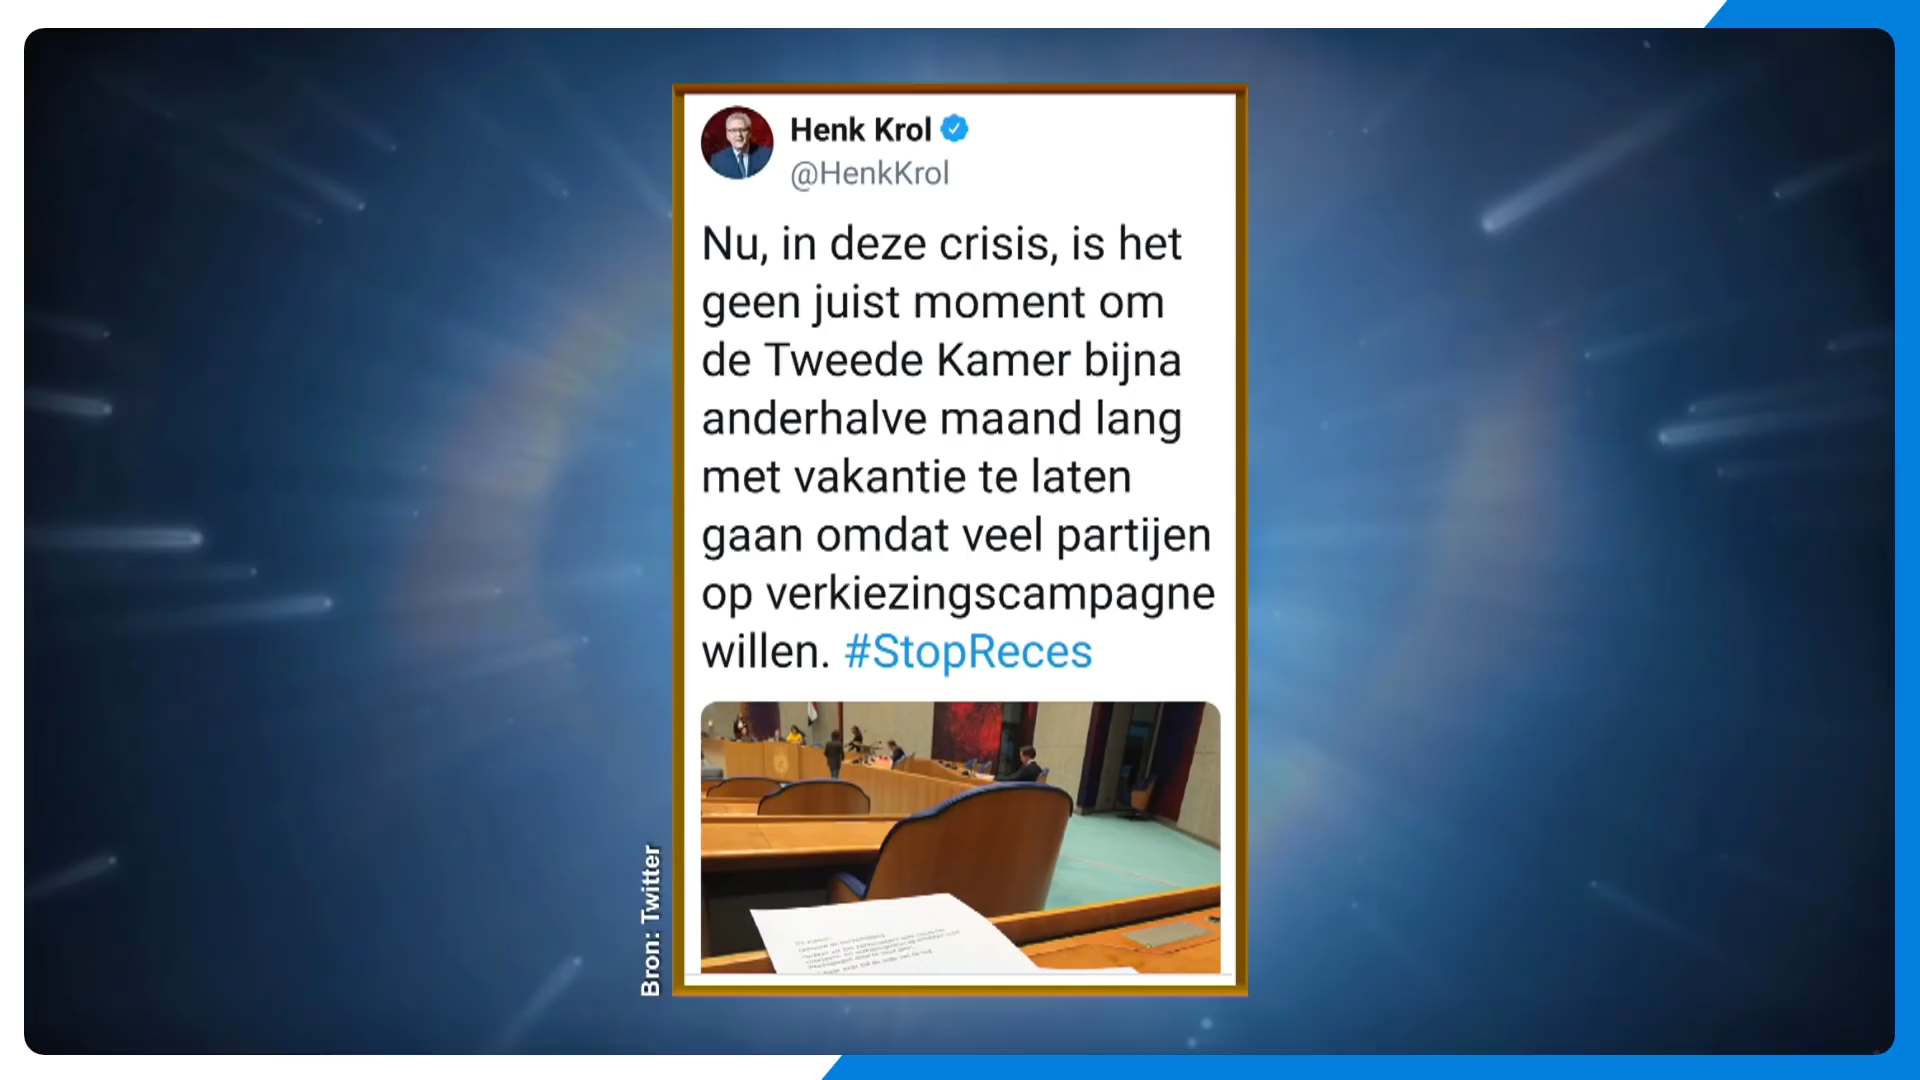 Henk Krol
@HenkKrol
Nu, in deze crisis, is het
geen juist moment om
de Tweede Kamer bijna
anderhalve maand lang
met vakantie te laten
gaan omdat veel partijen
op verkiezingscampagne
willen. #StopReces
Bron: Twitter